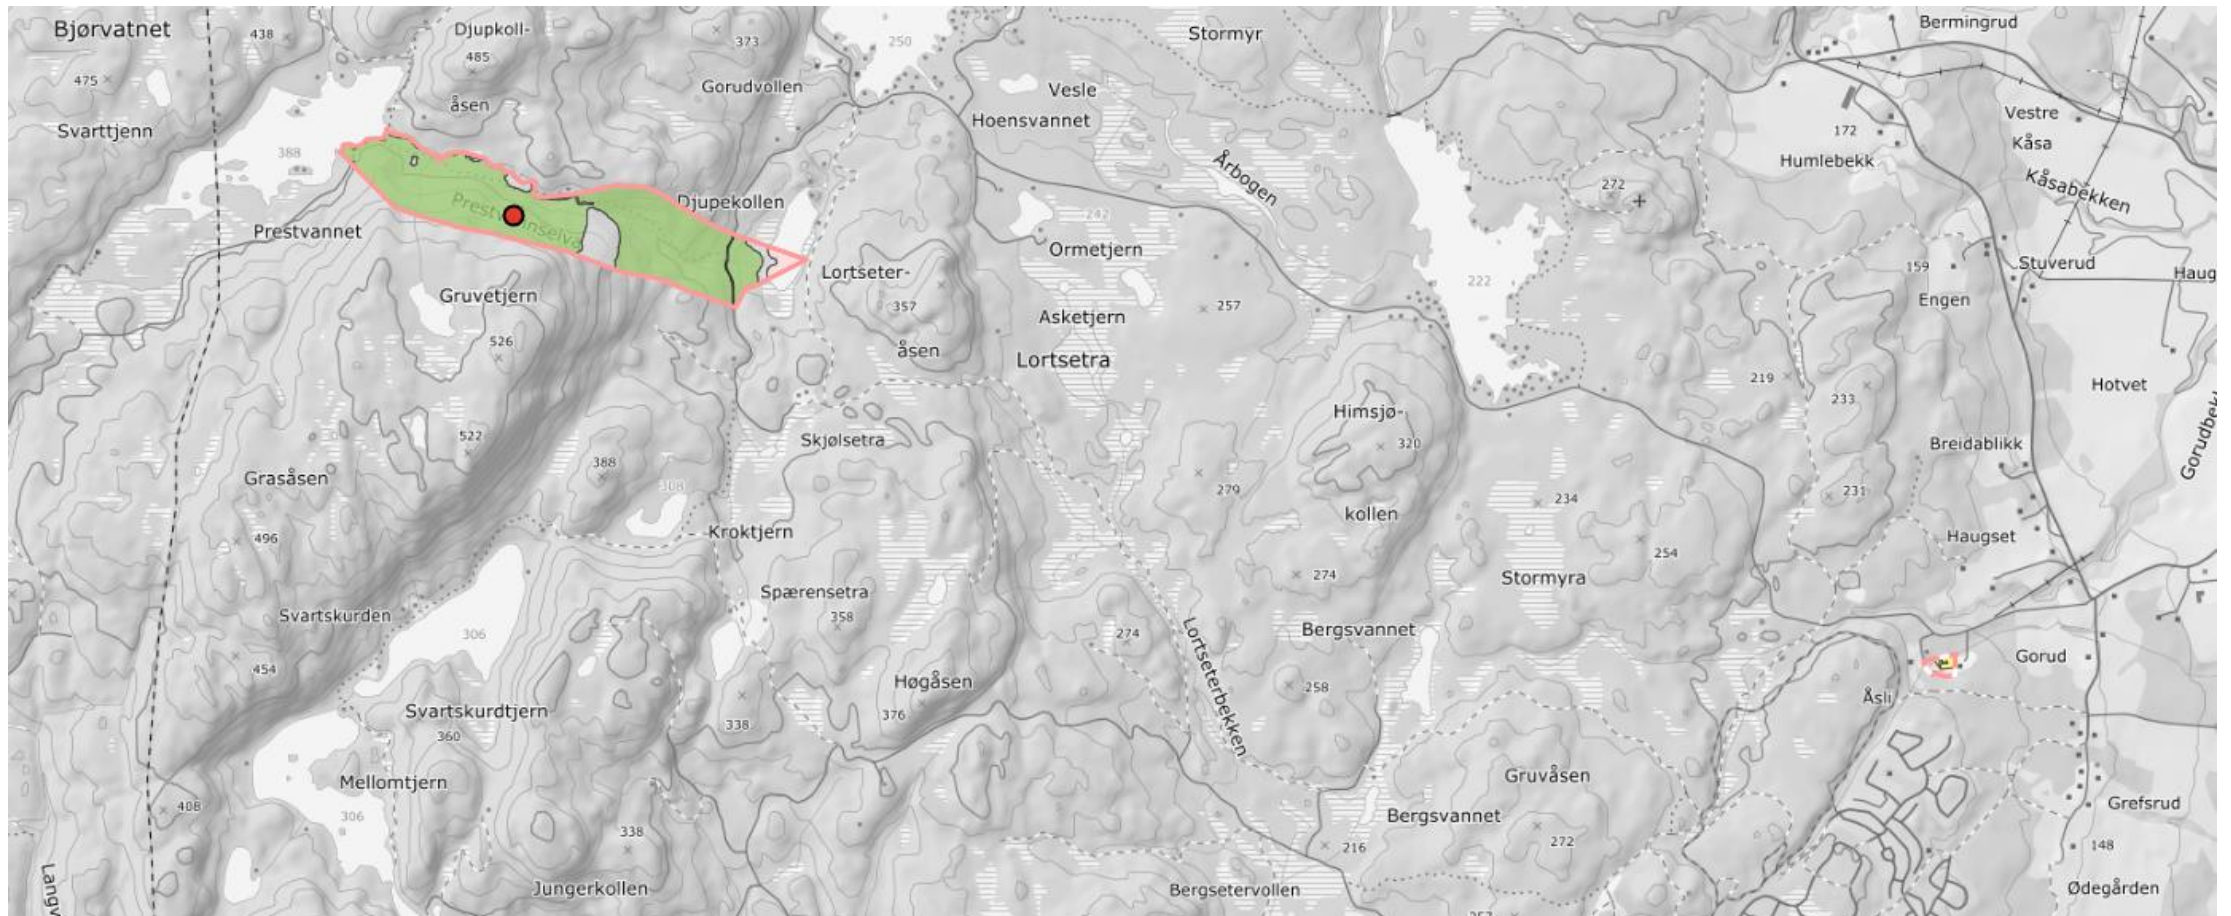 Bjørvatnet
438
Djupkoll-
485
åsen
475
Svarttjenn
373
Gorudvollen
250
Stormyr
Vesle
Hoensvannet
Årbogen
Bermingrud
Vestre
Kåsa
172
Humlebekk
Kåsabekken
388
Prestvannet
Djupekollen
Lortseter-
357
åsen
242
Ormetjern
Asketjern
257
Lortsetra
222
272
159
Engen
Stuverud
Haug
Gruvetjern
526
522
Grasåsen
496
388
308
Kroktjern
Skjølsetra
Spærensetra
358
279
274
Himsjø-
320
kollen
234
254
Stormyra
219
233
231
Hotvet
Breidablikk
Haugset
Gorudbek
Svartskurden
306
454
Svartskurdtjern
360
Mellomtjern
306
408
338
338
Jungerkollen
Høgåsen
376
274
Lortseterbekken
Bergsvannet
258
Gruvåsen
272
Bergsvannet
216
Bergsetervollen
Gorud
Åsli
Grefsrud
148
Ødegården